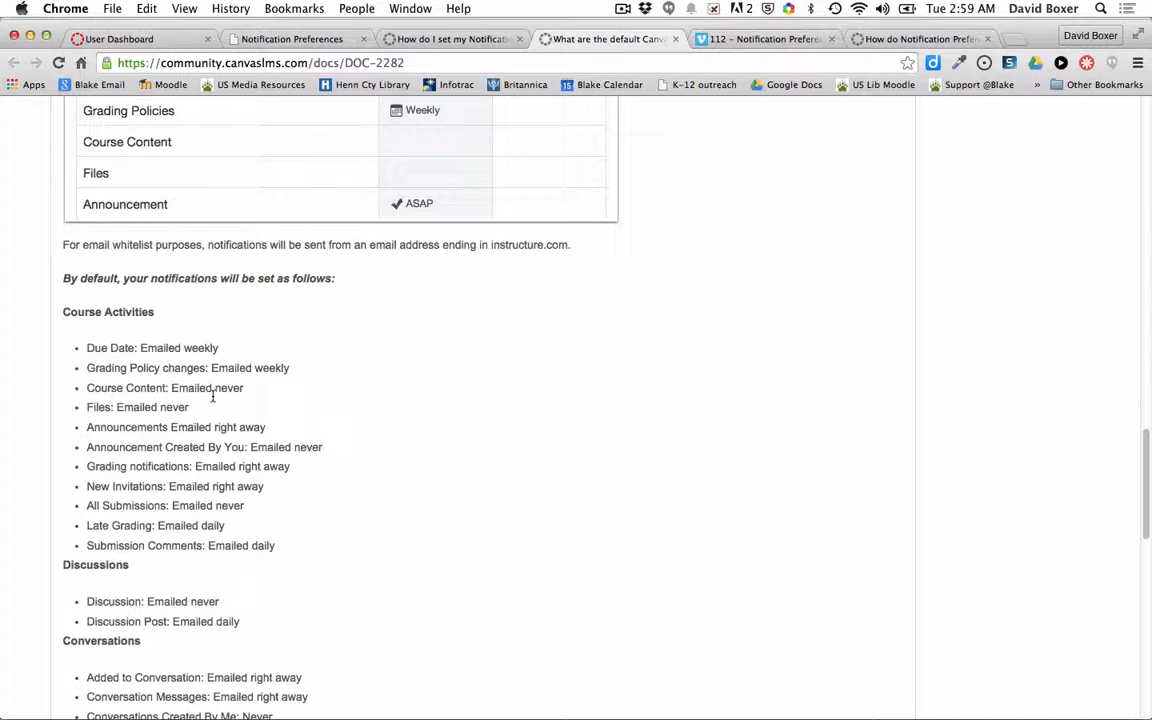 Chrome File Edit View History Bookmarks People Window Help 2 Tue 2:59 AM David Boxer
User Dashboard Notification Preferences How do I set my Notificati What are the default Canv 112 - Notification Preferen How do Notification Prefer David Boxer
https://community.canvaslms.com/docs/DOC-2282
Apps Blake Email Moodle US Media Resources Henn Cty Library Infotrac Britannica Blake Calendar K-12 outreach Google Docs US Lib Moodle Support @Blake » Other Bookmarks
Grading Policies Weekly
Course Content
Files
Announcement ASAP
For email whitelist purposes, notifications will be sent from an email address ending in instructure.com.
By default, your notifications will be set as follows:
Course Activities
• Due Date: Emailed weekly
• Grading Policy changes: Emailed weekly
• Course Content: Emailed never
• Files: Emailed never
• Announcements Emailed right away
• Announcement Created By You: Emailed never
• Grading notifications: Emailed right away
• New Invitations: Emailed right away
• All Submissions: Emailed never
• Late Grading: Emailed daily
• Submission Comments: Emailed daily
Discussions
• Discussion: Emailed never
• Discussion Post: Emailed daily
Conversations
• Added to Conversation: Emailed right away
• Conversation Messages: Emailed right away
• Conversations Created By Me: Never